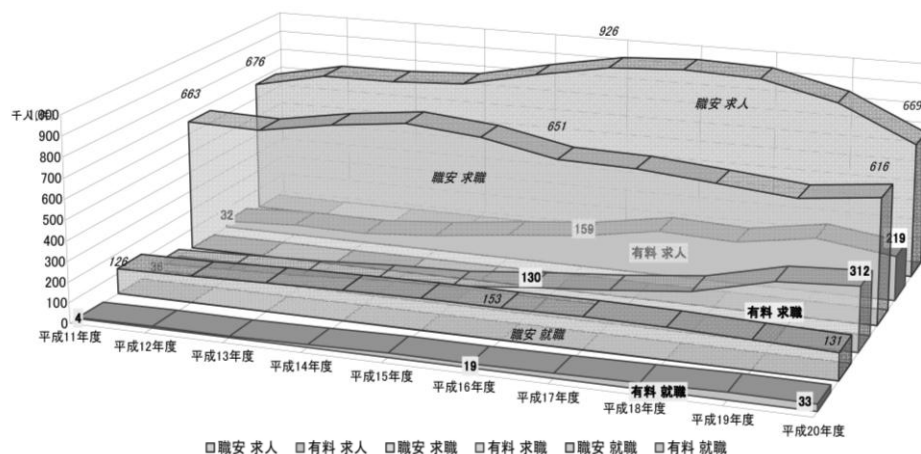 926
676
669
663
千人(件)
1,000
900
800
700
600
500
400
300
200
100
0
職安 求人
651
616
職安 求職
32
159
219
有料 求人
126
130
312
153
有料 求職
職安 就職
131
4
19
有料 就職
33
平成11年度
平成12年度
平成13年度
平成14年度
平成15年度
平成16年度
平成17年度
平成18年度
平成19年度
平成20年度
職安 求人 有料 求人 職安 求職 有料 求職 職安 就職 有料 就職